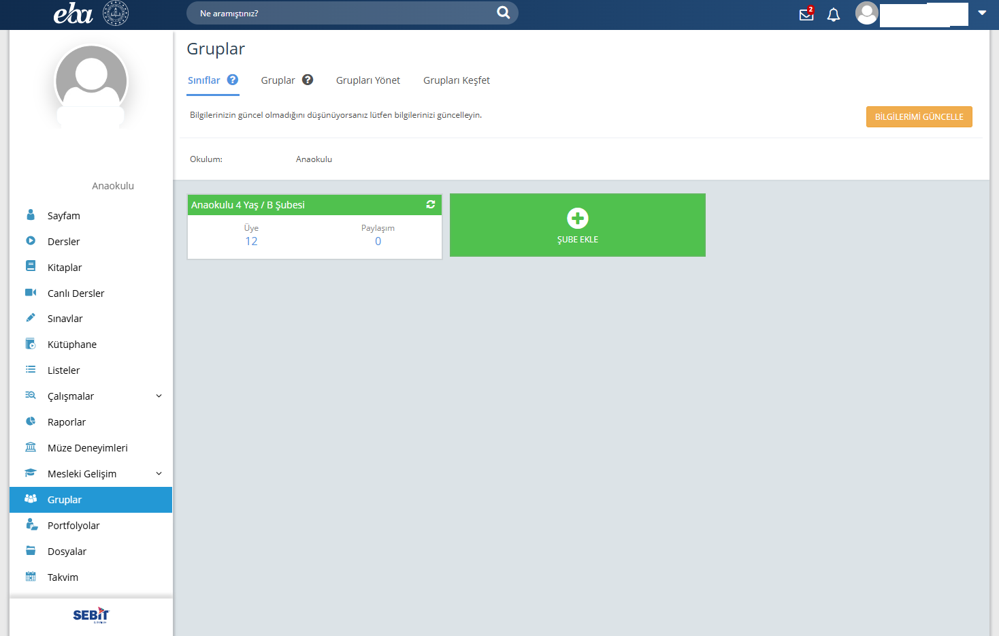 eba
Ne aramıştınız?
2
Anaokulu
Sayfam
Dersler
Kitaplar
Canlı Dersler
Sınavlar
Kütüphane
Listeler
Çalışmalar
Raporlar
Müze Deneyimleri
Mesleki Gelişim
Gruplar
Portfolyolar
Dosyalar
Takvim
SEBİT
Gruplar
Sınıflar ?
Gruplar ?
Grupları Yönet
Grupları Keşfet
Bilgilerinizin güncel olmadığını düşünüyorsanız lütfen bilgilerinizi güncelleyin.
BİLGİLERİMİ GÜNCELLE
Okulum: Anaokulu
Anaokulu 4 Yaş / B Şubesi
Üye Paylaşım
12 0
ŞUBE EKLE